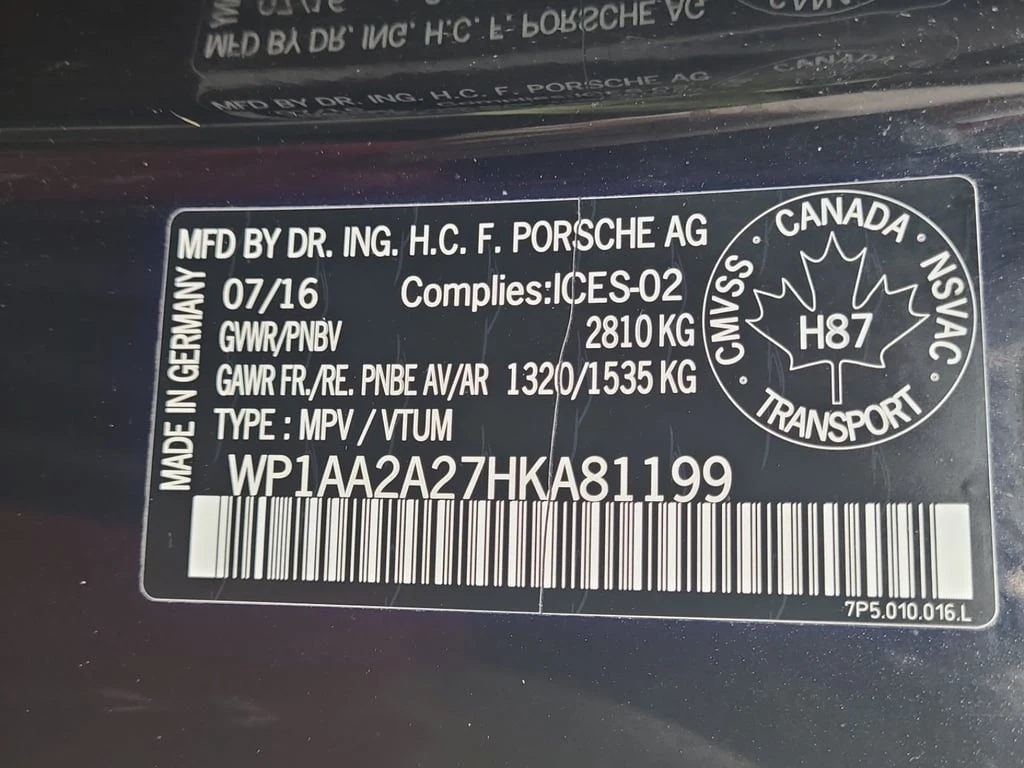 MFD BY DR. ING. H.C. F. PORSCHE AG
MFD BY DR. ING. H.C. F. PORSCHE AG
MFD BY DR. ING. H.C. F. PORSCHE AG
07/16 Complies:ICES-02
GWWR/PNBV 2810 KG
GAWR FR./RE. PNBE AV/AR 1320/1535 KG
TYPE : MPV / VTUM
WP1AA2A27HKA81199
MADE IN GERMANY
CANADA
CMVSS · NSVAC
H87
TRANSPORT
7P5.010.016.L